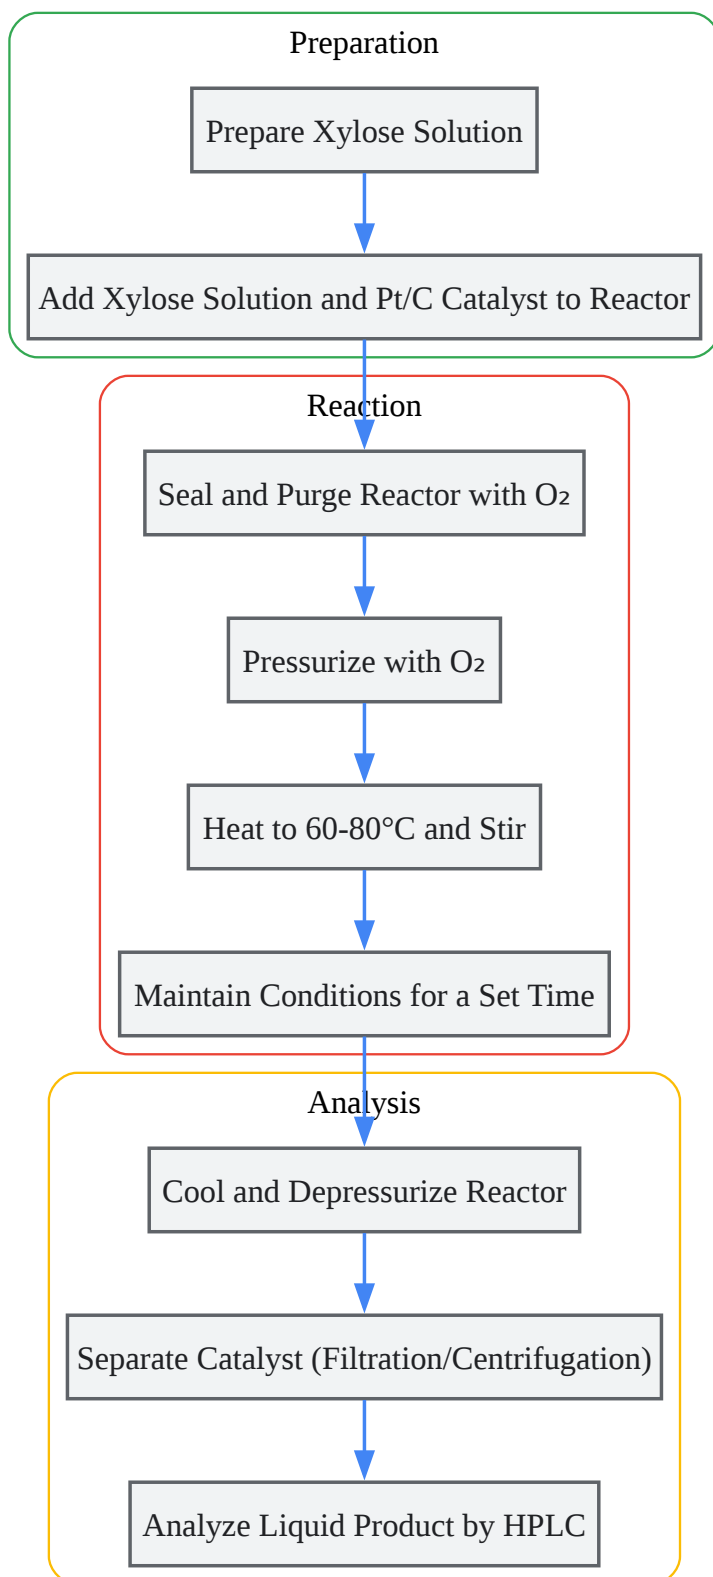 Preparation
Prepare Xylose Solution
Add Xylose Solution and Pt/C Catalyst to Reactor
Reaction
Seal and Purge Reactor with O₂
Pressurize with O₂
Heat to 60-80°C and Stir
Maintain Conditions for a Set Time
Analysis
Cool and Depressurize Reactor
Separate Catalyst (Filtration/Centrifugation)
Analyze Liquid Product by HPLC